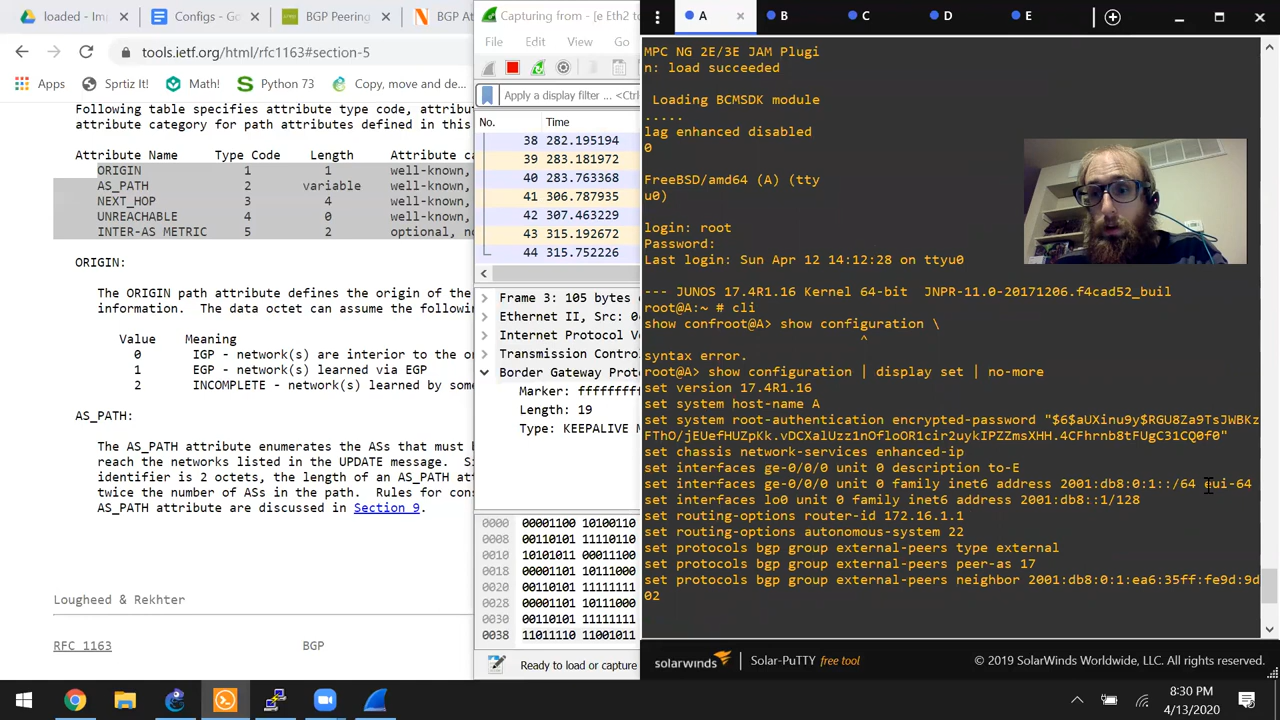 loaded - Im
Configs - Go
BGP Peering
BGP At
tools.ietf.org/html/rfc1163#section-5
Apps
Sprtiz It!
Math!
Python 73
Copy, move and de
Following table specifies attribute type code, attribut
attribute category for path attributes defined in this
Attribute Name Type Code Length Attribute ca
ORIGIN 1 1 well-known,
AS_PATH 2 variable well-known,
NEXT_HOP 3 4 well-known,
UNREACHABLE 4 0 well-known,
INTER-AS METRIC 5 2 optional, no
ORIGIN:
The ORIGIN path attribute defines the origin of the
information. The data octet can assume the followin
Value Meaning
0 IGP - network(s) are interior to the or
1 EGP - network(s) learned via EGP
2 INCOMPLETE - network(s) learned by some
AS_PATH:
The AS_PATH attribute enumerates the ASs that must b
reach the networks listed in the UPDATE message. Si
identifier is 2 octets, the length of an AS_PATH at
twice the number of ASs in the path. Rules for cons
AS_PATH attribute are discussed in Section 9.
Lougheed & Rekhter
RFC 1163 BGP
Capturing from - [e Eth2 t
File Edit View Go
Apply a display filter ... <Ctrl-
No. Time
38 282.195194
39 283.181972
40 283.763368
41 306.787935
42 307.463229
43 315.192672
44 315.752226
Frame 3: 105 bytes o
Ethernet II, Src: 0c
Internet Protocol Ve
Transmission Control
Border Gateway Proto
Marker: fffffffff
Length: 19
Type: KEEPALIVE M
0000 00001100 10100110
0008 00110101 11110110
0010 10101011 00011100
0018 00001101 10111000
0020 00110101 11111111
0028 00001101 10111000
0030 00110101 11111111
0038 11011110 11001011
Ready to load or capture
A
B
C
D
E
MPC NG 2E/3E JAM Plugi
n: load succeeded
Loading BCMSDK module
.....
lag enhanced disabled
0
FreeBSD/amd64 (A) (tty
u0)
login: root
Password:
Last login: Sun Apr 12 14:12:28 on ttyu0
--- JUNOS 17.4R1.16 Kernel 64-bit JNPR-11.0-20171206.f4cad52_buil
root@A:~ # cli
show confroot@A> show configuration \
^
syntax error.
root@A> show configuration | display set | no-more
set version 17.4R1.16
set system host-name A
set system root-authentication encrypted-password "$6$aUXinu9y$RGU8Za9TsJWBKz
FThO/jEUefHUZpKk.vDCXalUzz1nOfloOR1cir2uykIPZZmsXHH.4CFhrnb8tFUgC31CQ0f0"
set chassis network-services enhanced-ip
set interfaces ge-0/0/0 unit 0 description to-E
set interfaces ge-0/0/0 unit 0 family inet6 address 2001:db8:0:1::/64 eui-64
set interfaces lo0 unit 0 family inet6 address 2001:db8::1/128
set routing-options router-id 172.16.1.1
set routing-options autonomous-system 22
set protocols bgp group external-peers type external
set protocols bgp group external-peers peer-as 17
set protocols bgp group external-peers neighbor 2001:db8:0:1:ea6:35ff:fe9d:9d
02
solarwinds
Solar-PuTTY free tool
© 2019 SolarWinds Worldwide, LLC. All rights reserved.
8:30 PM
4/13/2020